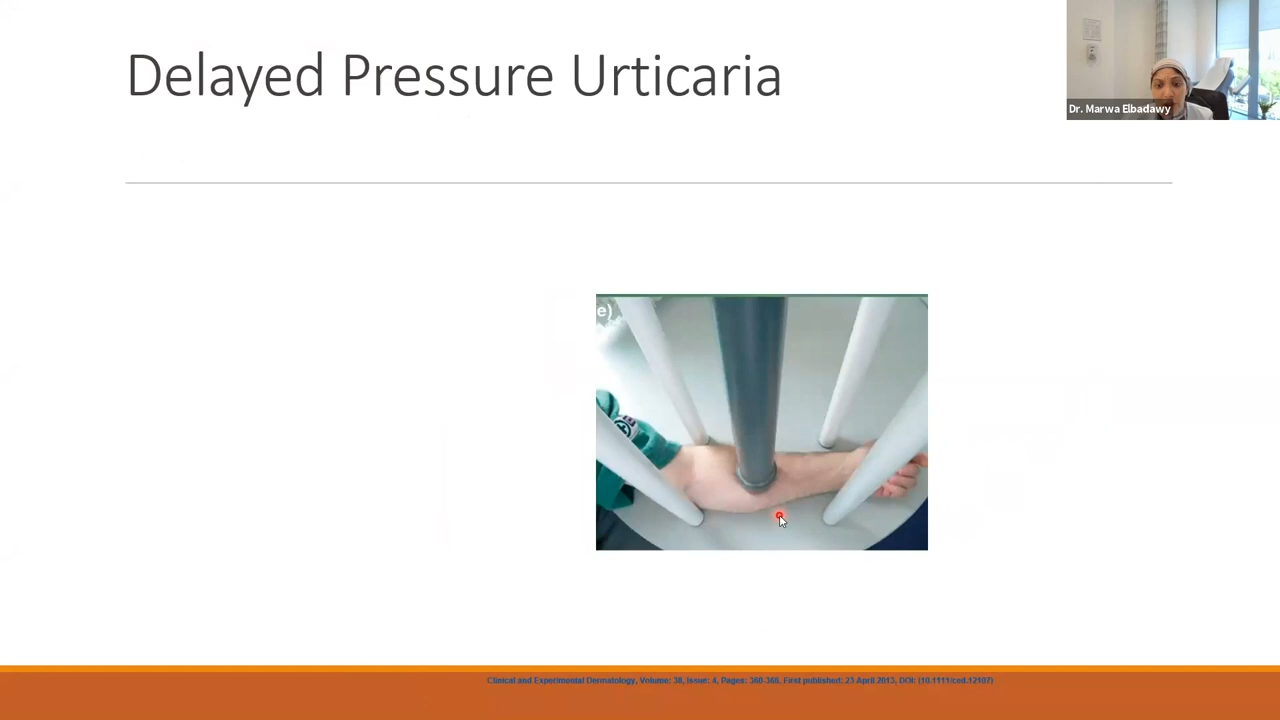 Delayed Pressure Urticaria
Dr. Marwa Elbadawy
e)
Clinical and Experimental Dermatology, Volume: 38, Issue: 4, Pages: 360-366, First published: 23 April 2013, DOI: (10.1111/ced.12107)